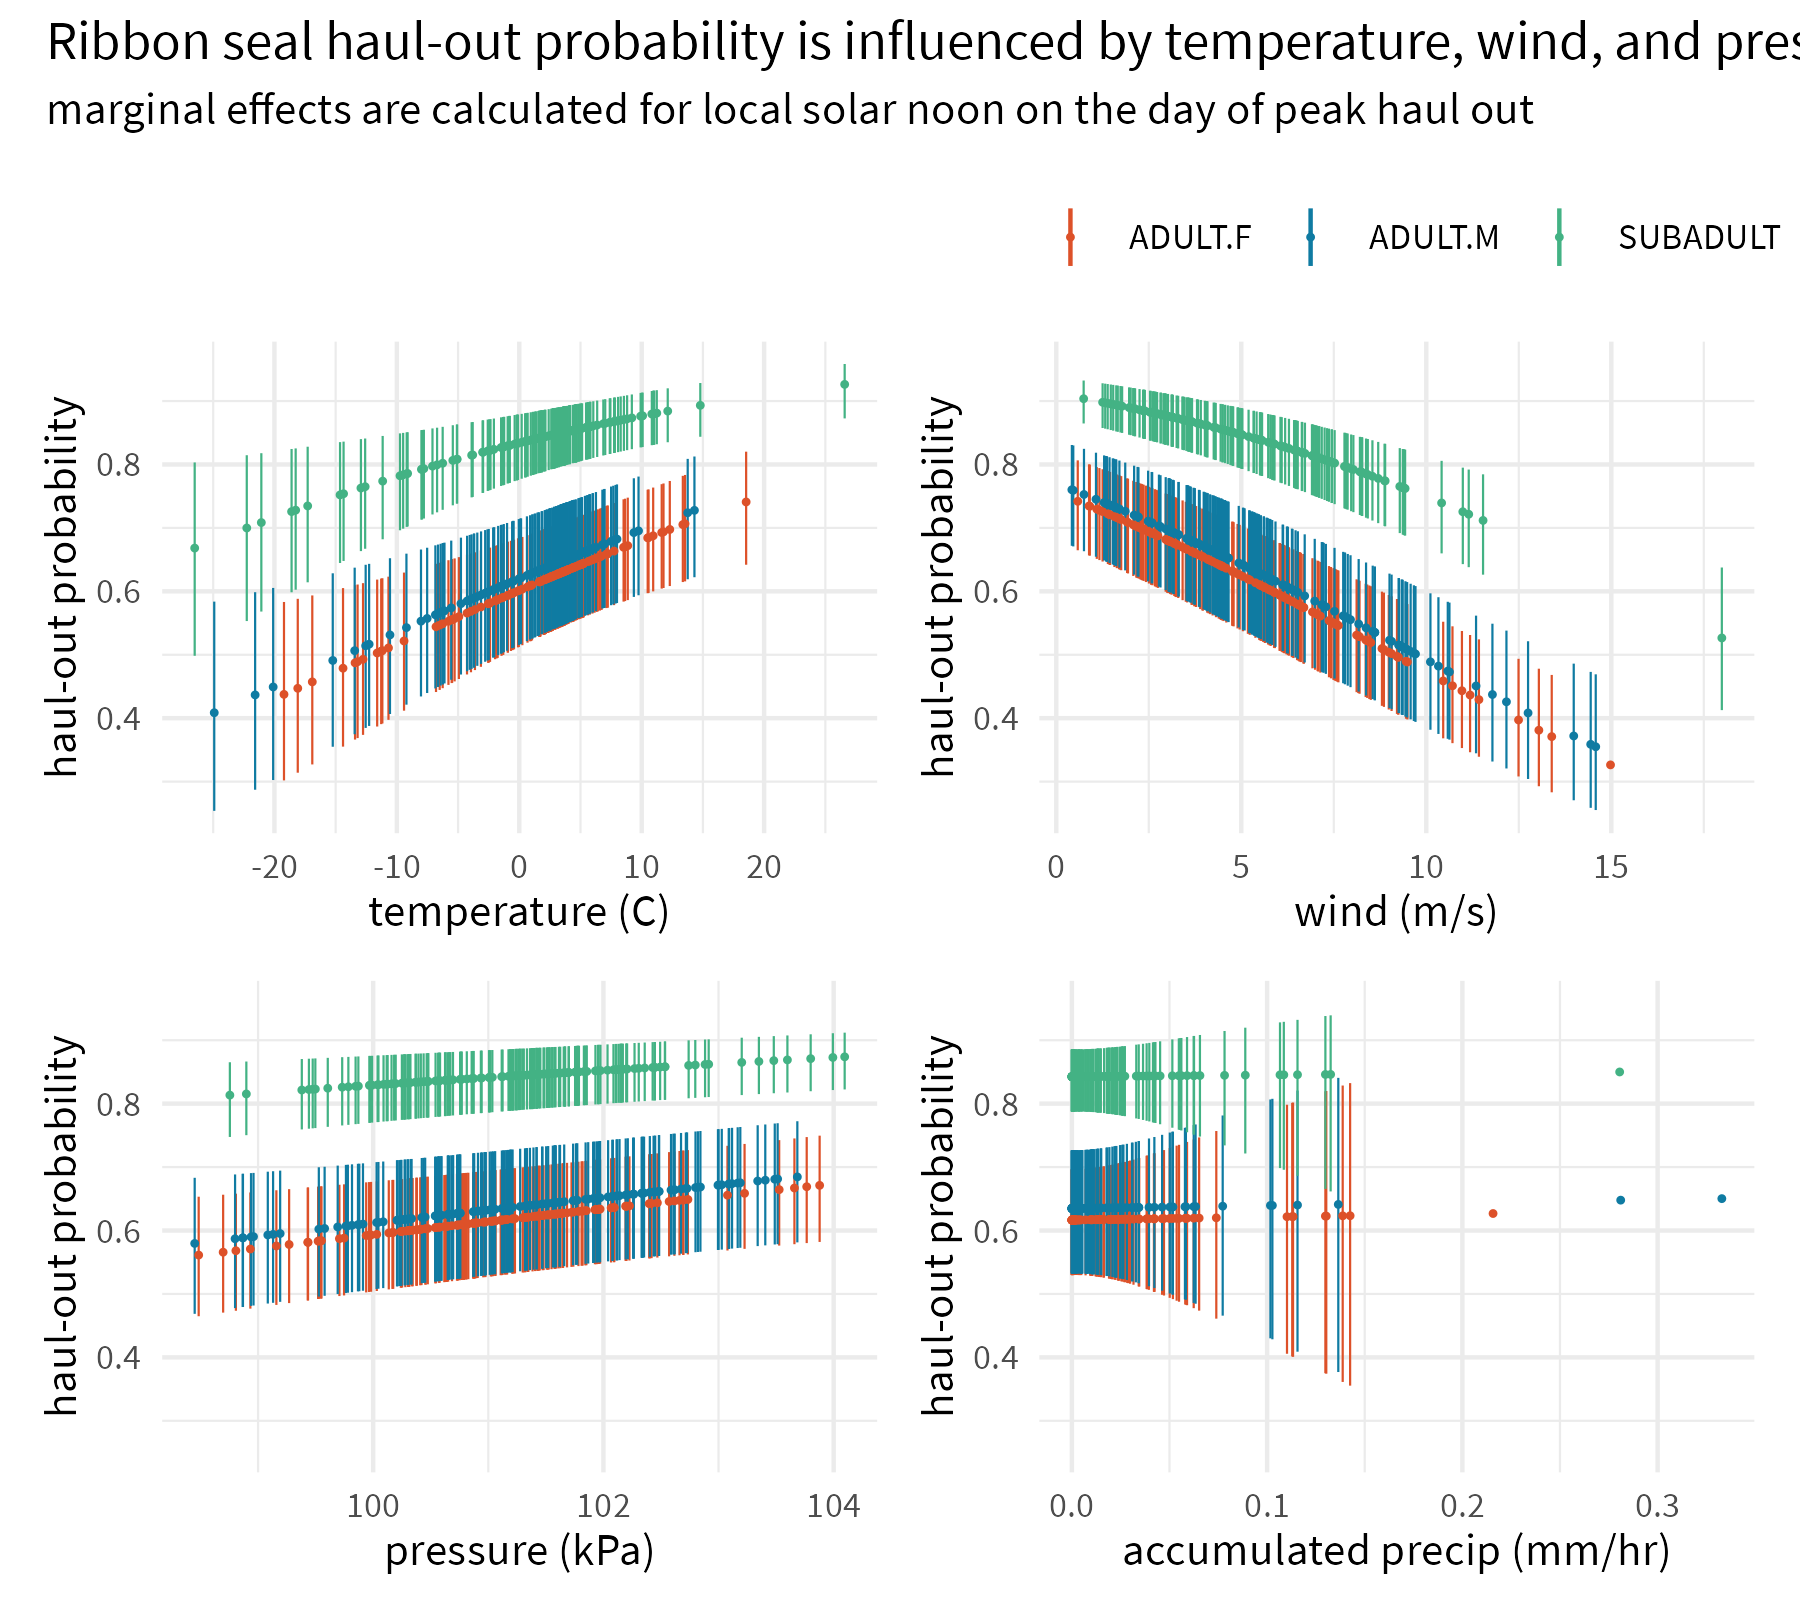 Ribbon seal haul-out probability is influenced by temperature, wind, and pres
marginal effects are calculated for local solar noon on the day of peak haul out
ADULT.F ADULT.M SUBADULT
haul-out probability
0.8
0.6
0.4
-20 -10 0 10 20
temperature (C)
haul-out probability
0.8
0.6
0.4
0 5 10 15
wind (m/s)
haul-out probability
0.8
0.6
0.4
100 102 104
pressure (kPa)
haul-out probability
0.8
0.6
0.4
0.0 0.1 0.2 0.3
accumulated precip (mm/hr)